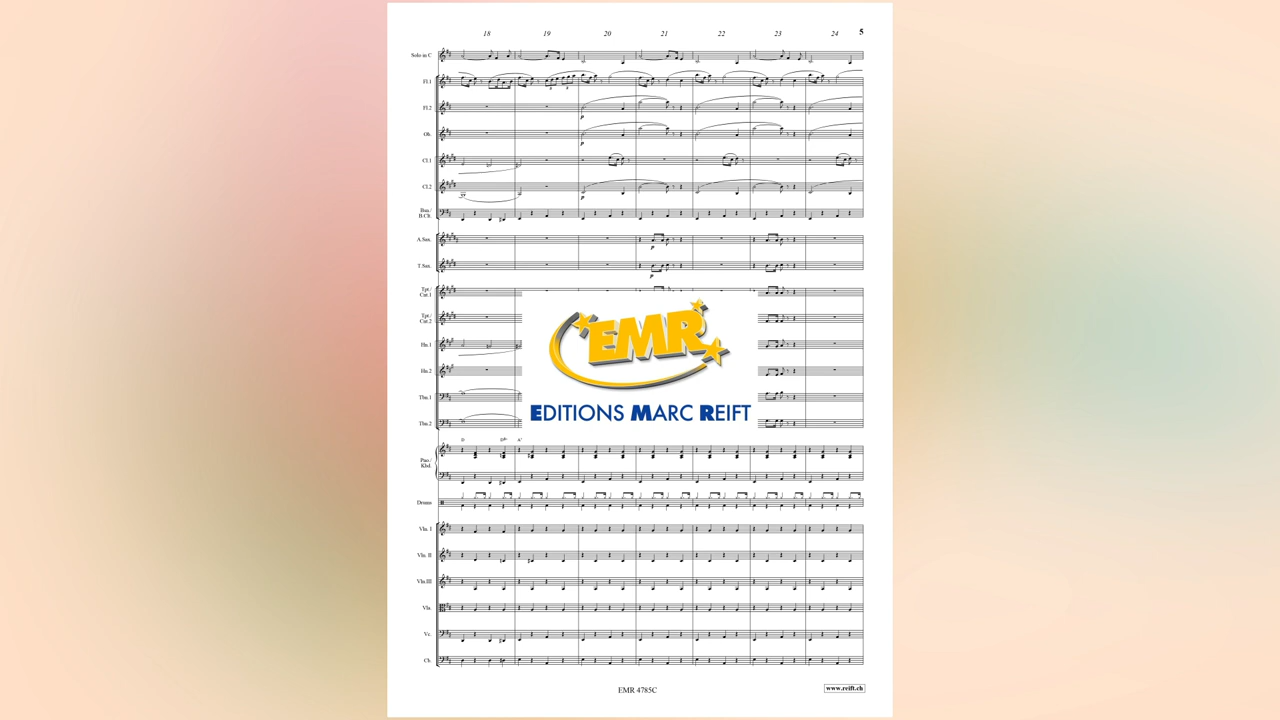 18 19 20 21 22 23 24 5
Solo in C
Fl.1
Fl.2
p
Ob.
p
Cl.1
Cl.2
p
Bsn./
B.Clt.
A.Sax.
p
T.Sax.
p
Tpt./
Cnt.1
Tpt./
Cnt.2
Hn.1
Hn.2
Tbn.1
Tbn.2
EMR
EDITIONS MARC REIFT
D
A7
Pno./
Kbd.
Drums
Vln. I
Vln. II
Vln.III
Vla.
Vc.
Cb.
EMR 4785C
www.reift.ch